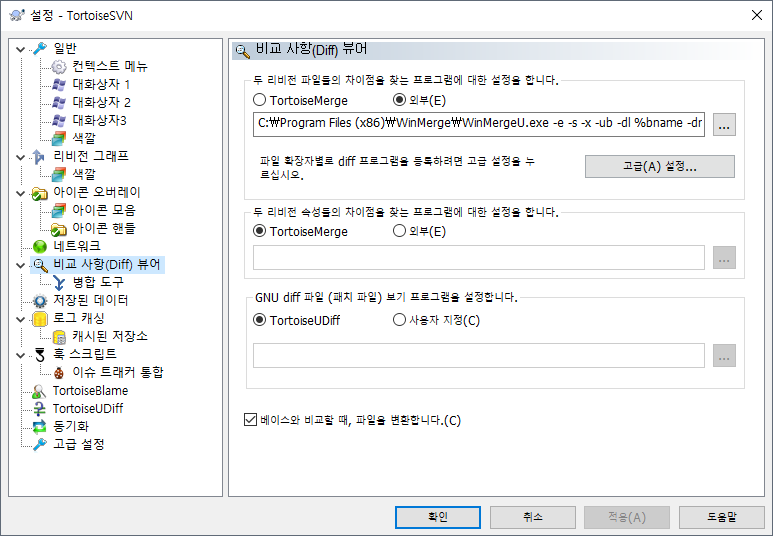 설정 - TortoiseSVN
일반
컨텍스트 메뉴
대화상자 1
대화상자 2
대화상자3
색깔
리비전 그래프
색깔
아이콘 오버레이
아이콘 모음
아이콘 핸들
네트워크
비교 사항(Diff) 뷰어
병합 도구
저장된 데이터
로그 캐싱
캐시된 저장소
훅 스크립트
이슈 트래커 통합
TortoiseBlame
TortoiseUDiff
동기화
고급 설정
비교 사항(Diff) 뷰어
두 리비전 파일들의 차이점을 찾는 프로그램에 대한 설정을 합니다.
TortoiseMerge 외부(E)
C:₩Program Files (x86)₩WinMerge₩WinMergeU.exe -e -s -x -ub -dl %bname -dr ...
파일 확장자별로 diff 프로그램을 등록하려면 고급 설정을 누
르십시오.
고급(A) 설정...
두 리비전 속성들의 차이점을 찾는 프로그램에 대한 설정을 합니다.
TortoiseMerge 외부(E)
...
GNU diff 파일 (패치 파일) 보기 프로그램을 설정합니다.
TortoiseUDiff 사용자 지정(C)
...
베이스와 비교할 때, 파일을 변환합니다.(C)
확인 취소 적용(A) 도움말